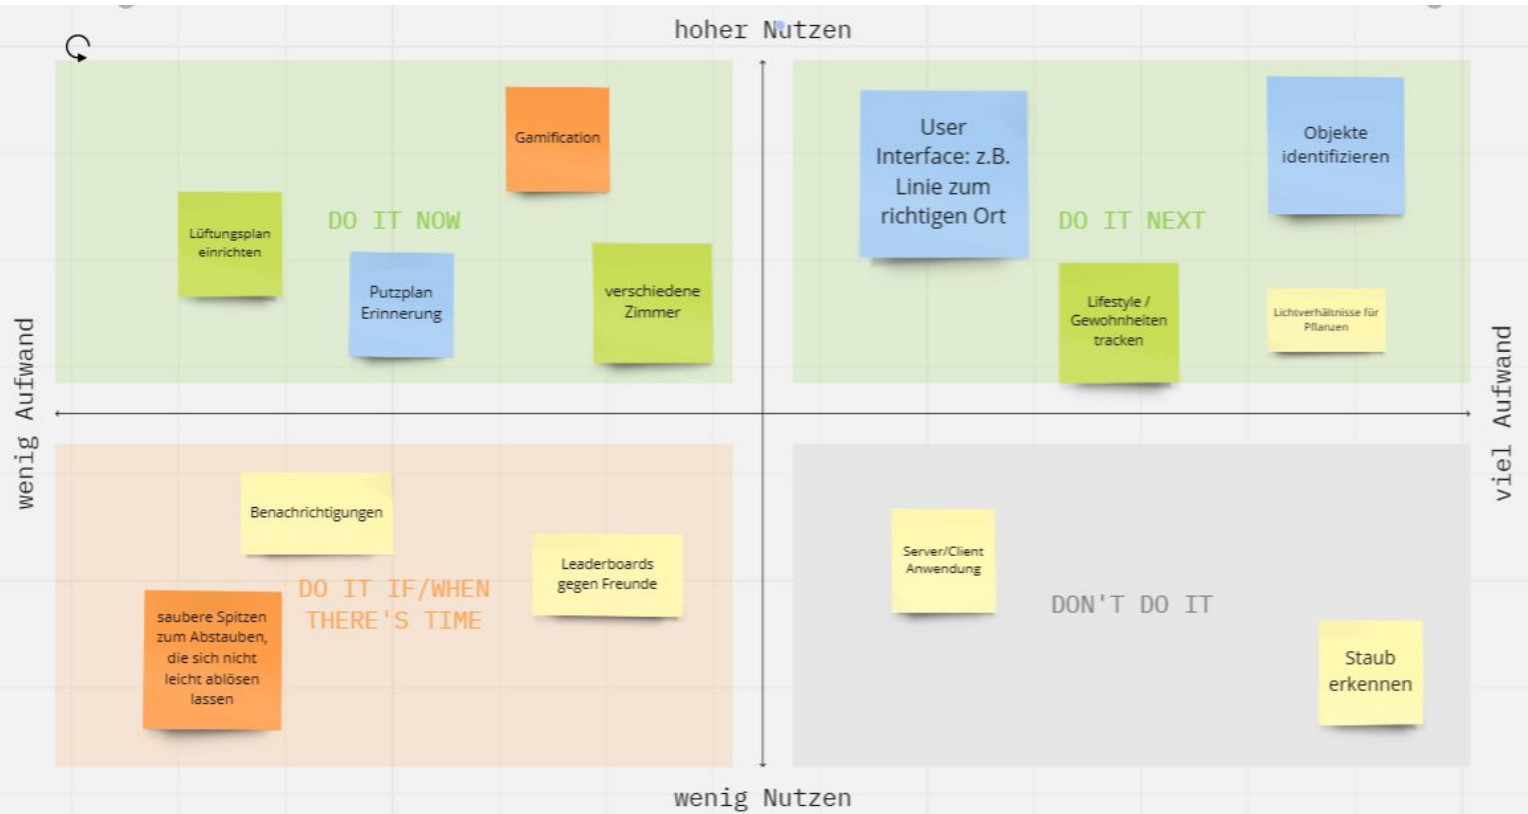 hoher Nutzen
Gamification
Lüftungsplan
einrichten
DO IT NOW
Putzplan
Erinnerung
verschiedene
Zimmer
User
Interface: z.B.
Linie zum
richtigen Ort
Objekte
identifizieren
DO IT NEXT
Lifestyle /
Gewohnheiten
tracken
Lichtverhältnisse für
Pflanzen
wenig Aufwand
viel Aufwand
Benachrichtigungen
Leaderboards
gegen Freunde
DO IT IF/WHEN
THERE'S TIME
saubere Spitzen
zum Abstauben,
die sich nicht
leicht ablösen
lassen
Server/Client
Anwendung
DON'T DO IT
Staub
erkennen
wenig Nutzen